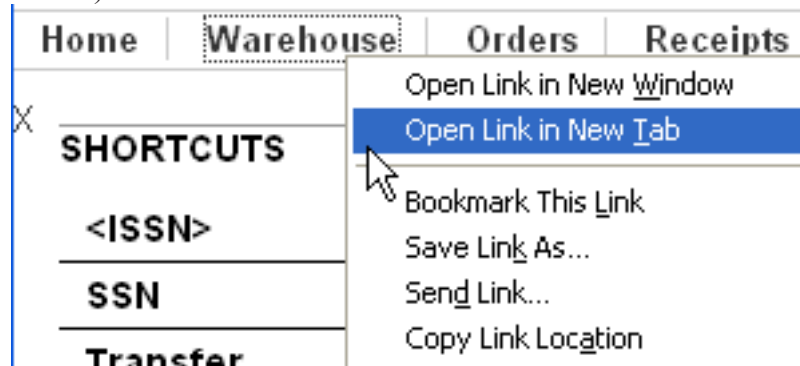 Home Warehouse Orders Receipts
Open Link in New Window
X
Open Link in New Tab
SHORTCUTS
Bookmark This Link
<ISSN>
Save Link As...
SSN
Send Link...
Copy Link Location
Transfer